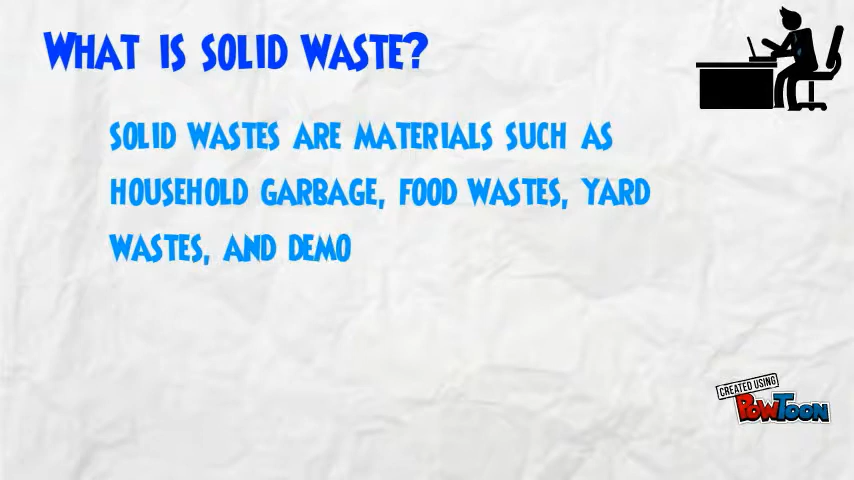 What is solid waste?
solid wastes are materials such as
household garbage, food wastes, yard
wastes, and demo
CREATED USING
PowToon